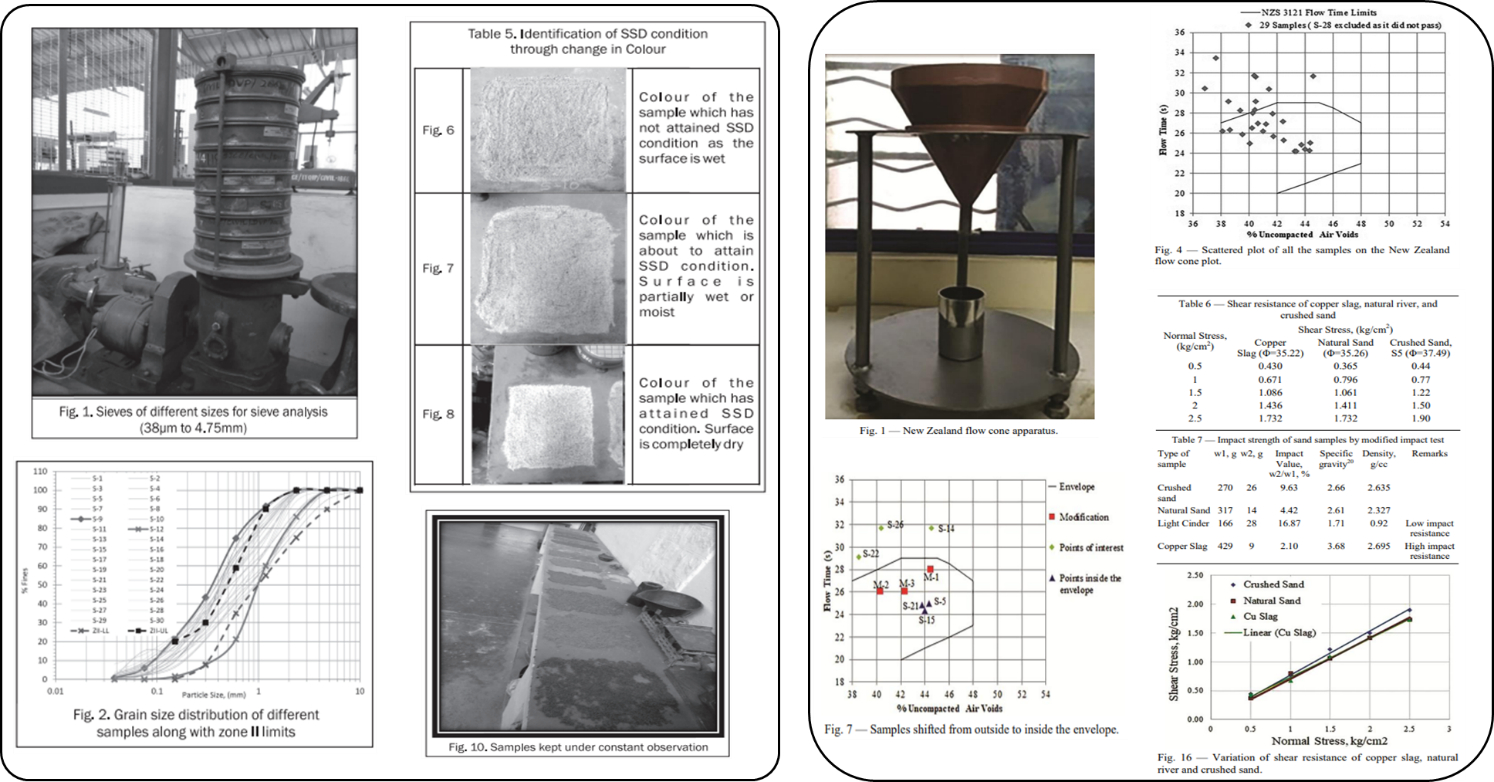 Fig. 1. Sieves of different sizes for sieve analysis
(38µm to 4.75mm)
110
100
90
80
70
60
50
40
30
20
10
0
% Fines
S-1 S-2
S-3 S-4
S-5 S-6
S-7 S-8
S-9 S-10
S-11 S-12
S-13 S-14
S-15 S-16
S-17 S-18
S-19 S-20
S-21 S-22
S-23 S-24
S-25 S-26
S-27 S-28
S-29 S-30
ZII-LL ZII-UL
0.01 0.1 1 10
Particle Size, (mm)
Fig. 2. Grain size distribution of different
samples along with zone II limits
Table 5. Identification of SSD condition
through change in Colour
Fig. 6
Colour of the
sample which has
not attained SSD
condition as the
surface is wet
Fig. 7
Colour of the
sample which is
about to attain
SSD condition.
Surface is
partially wet or
moist
Fig. 8
Colour of the
sample which has
attained SSD
condition. Surface
is completely dry
Fig. 10. Samples kept under constant observation
Fig. 1 — New Zealand flow cone apparatus.
36
34
32
30
28
26
24
22
20
18
Flow Time (s)
S-26
S-14
S-22
M-1
M-2
M-3
S-5
S-21
S-15
38 40 42 44 46 48 50 52 54
% Uncompacted Air Voids
Envelope
Modification
Points of interest
Points inside the
envelope
Fig. 7 — Samples shifted from outside to inside the envelope.
NZS 3121 Flow Time Limits
29 Samples ( S-28 excluded as it did not pass)
36
34
32
30
28
26
24
22
20
18
Flow Time (s)
36 38 40 42 44 46 48 50 52 54
% Uncompacted Air Voids
Fig. 4 — Scattered plot of all the samples on the New Zealand
flow cone plot.
Table 6 — Shear resistance of copper slag, natural river, and
crushed sand
Normal Stress,
(kg/cm²)
Shear Stress, (kg/cm²)
Copper Natural Sand Crushed Sand,
Slag (Φ=35.22) (Φ=35.26) S5 (Φ=37.49)
0.5 0.430 0.365 0.44
1 0.671 0.796 0.77
1.5 1.086 1.061 1.22
2 1.436 1.411 1.50
2.5 1.732 1.732 1.90
Table 7 — Impact strength of sand samples by modified impact test
Type of w1, g w2, g Impact Specific Density, Remarks
sample Value, gravity²⁰ g/cc
w2/w1, %
Crushed 270 26 9.63 2.66 2.635
sand
Natural Sand 317 14 4.42 2.61 2.327
Light Cinder 166 28 16.87 1.71 0.92 Low impact
resistance
Copper Slag 429 9 2.10 3.68 2.695 High impact
resistance
2.50
2.00
1.50
1.00
0.50
0.00
Shear Stress, kg/cm2
Crushed Sand
Natural Sand
Cu Slag
Linear (Cu Slag)
0 0.5 1 1.5 2 2.5 3
Normal Stress, kg/cm2
Fig. 16 — Variation of shear resistance of copper slag, natural
river and crushed sand.